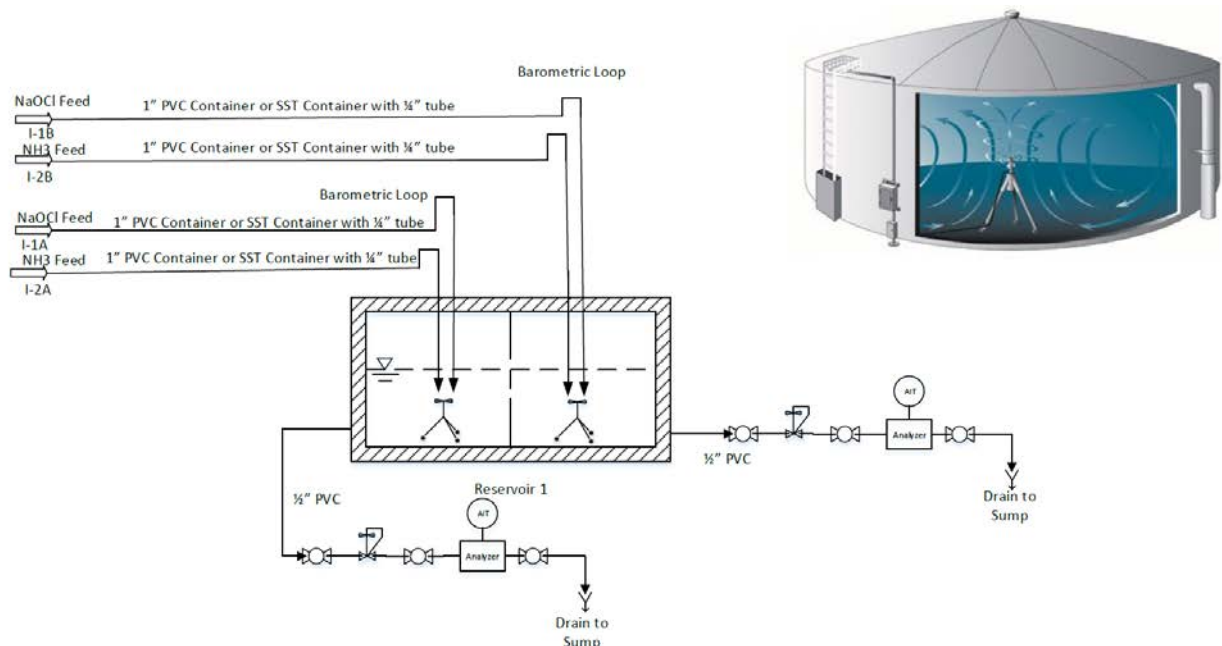 Barometric Loop
NaOCl Feed
1” PVC Container or SST Container with ¼” tube
I-1B
NH3 Feed
1” PVC Container or SST Container with ¼” tube
I-2B
Barometric Loop
NaOCl Feed
1” PVC Container or SST Container with ¼” tube
I-1A
NH3 Feed
1” PVC Container or SST Container with ¼” tube
I-2A
AIT
Analyzer
½” PVC
Drain to
Sump
½” PVC
Reservoir 1
AIT
Analyzer
Drain to
Sump